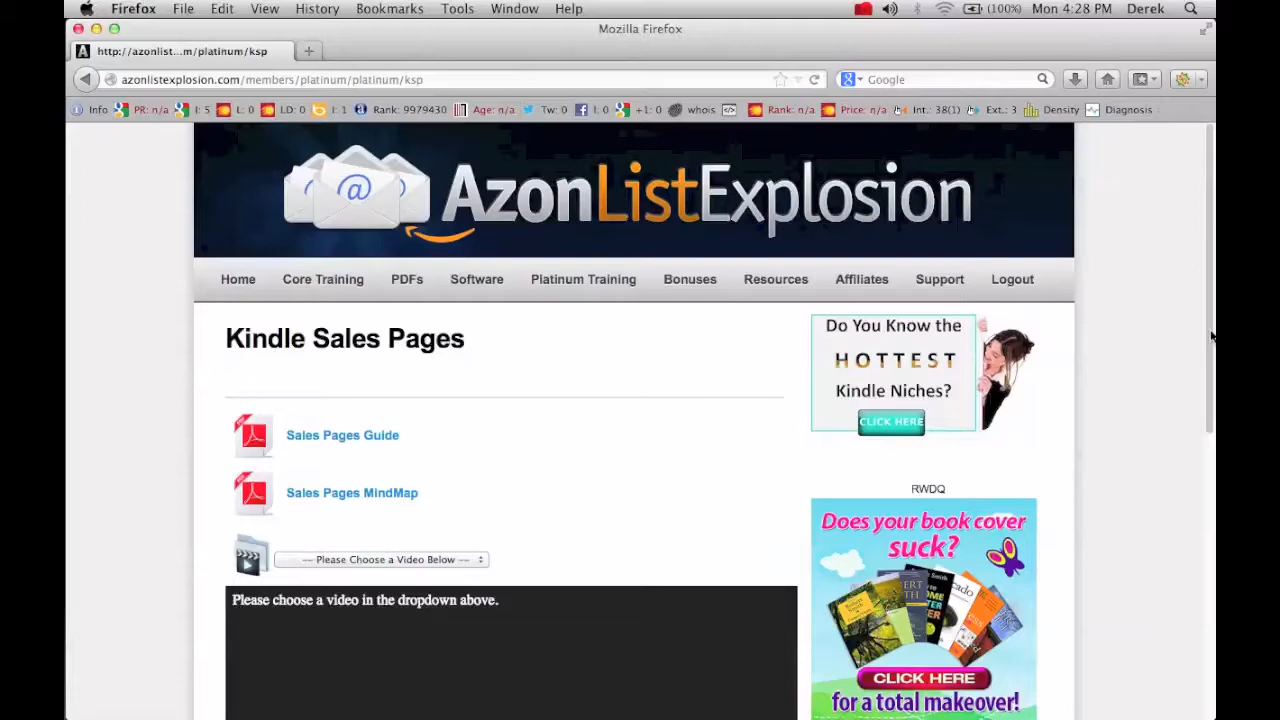 Firefox File Edit View History Bookmarks Tools Window Help (100%) Mon 4:28 PM Derek
Mozilla Firefox
http://azonlist...m/platinum/ksp
azonlistexplosion.com/members/platinum/platinum/ksp Google
Info PR: n/a I: 5 L: 0 LD: 0 I: 1 Rank: 9979430 Age: n/a Tw: 0 l: 0 +1: 0 whois Rank: n/a Price: n/a Int.: 38(1) Ext.: 3 Density Diagnosis
@ AzonListExplosion
Home Core Training PDFs Software Platinum Training Bonuses Resources Affiliates Support Logout
Kindle Sales Pages
Sales Pages Guide
Sales Pages MindMap
-- Please Choose a Video Below --
Please choose a video in the dropdown above.
Do You Know the
HOTTEST
Kindle Niches?
CLICK HERE
RWDQ
Does your book cover
suck?
CLICK HERE
for a total makeover!